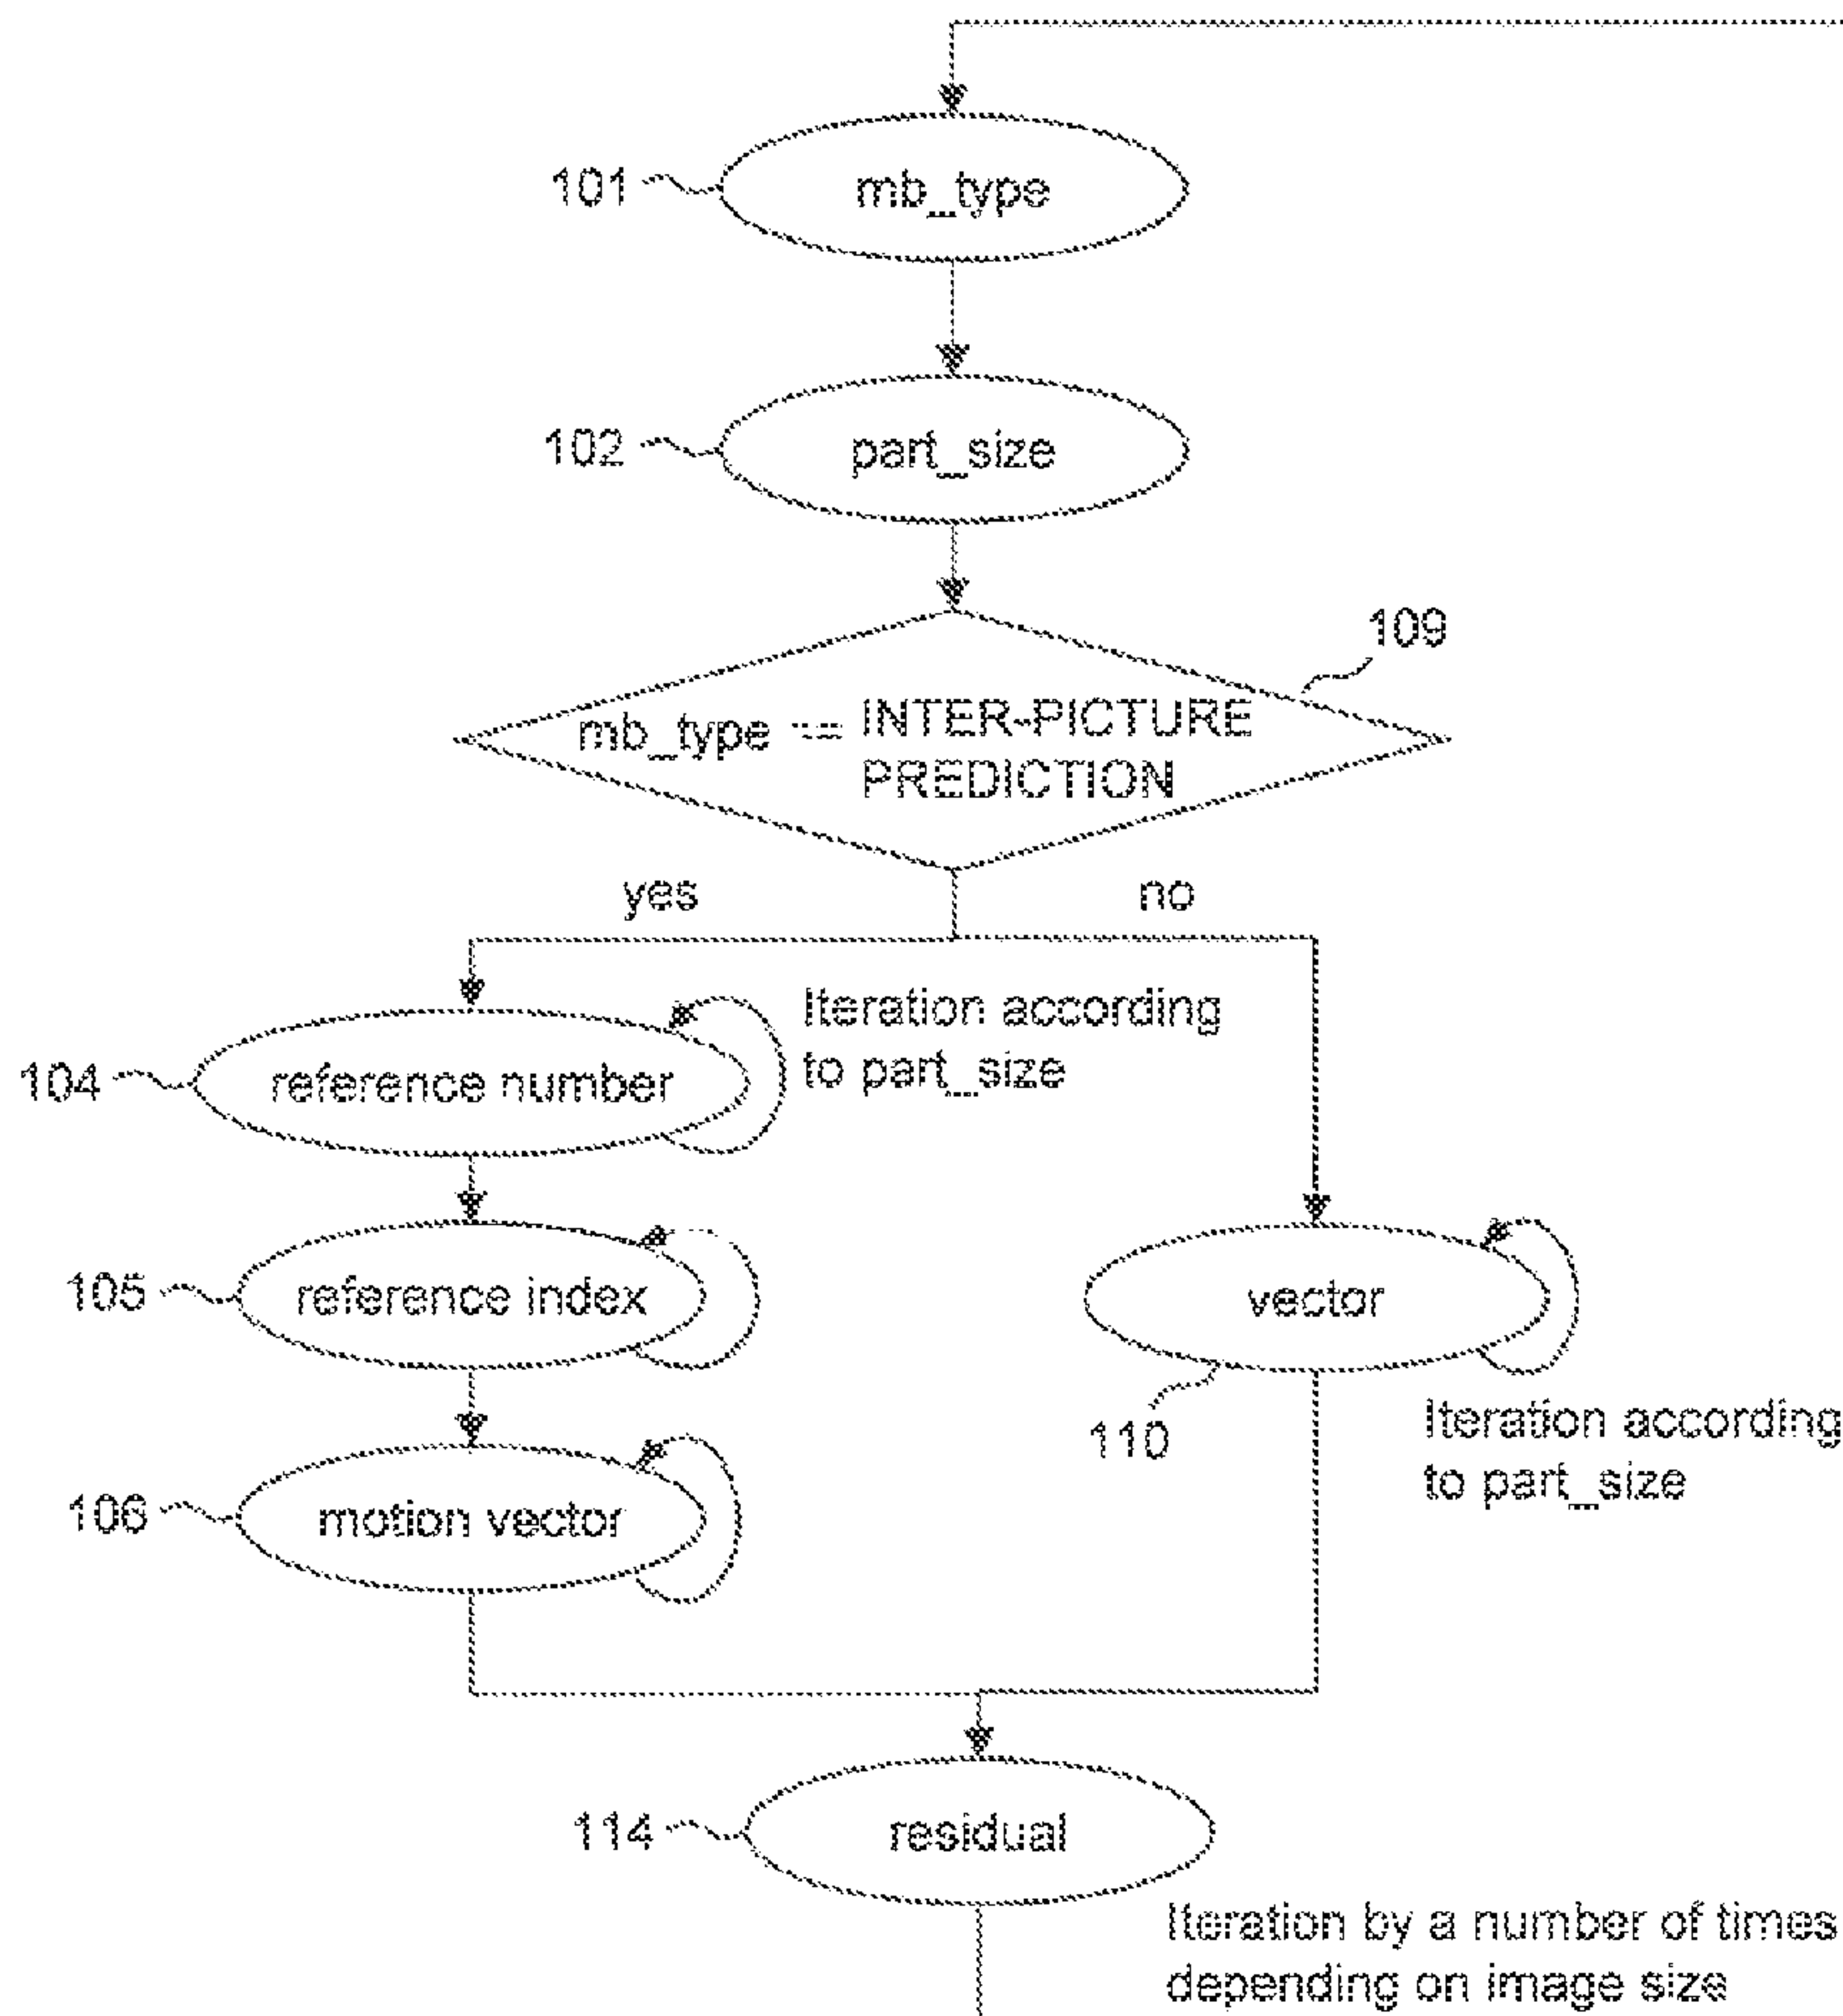 101
mb_type
102
part_size
109
mb_type == INTER-PICTURE
PREDICTION
yes
no
Iteration according
to part_size
104
reference number
105
reference index
vector
110
Iteration according
to part_size
106
motion vector
114
residual
Iteration by a number of times
depending on image size